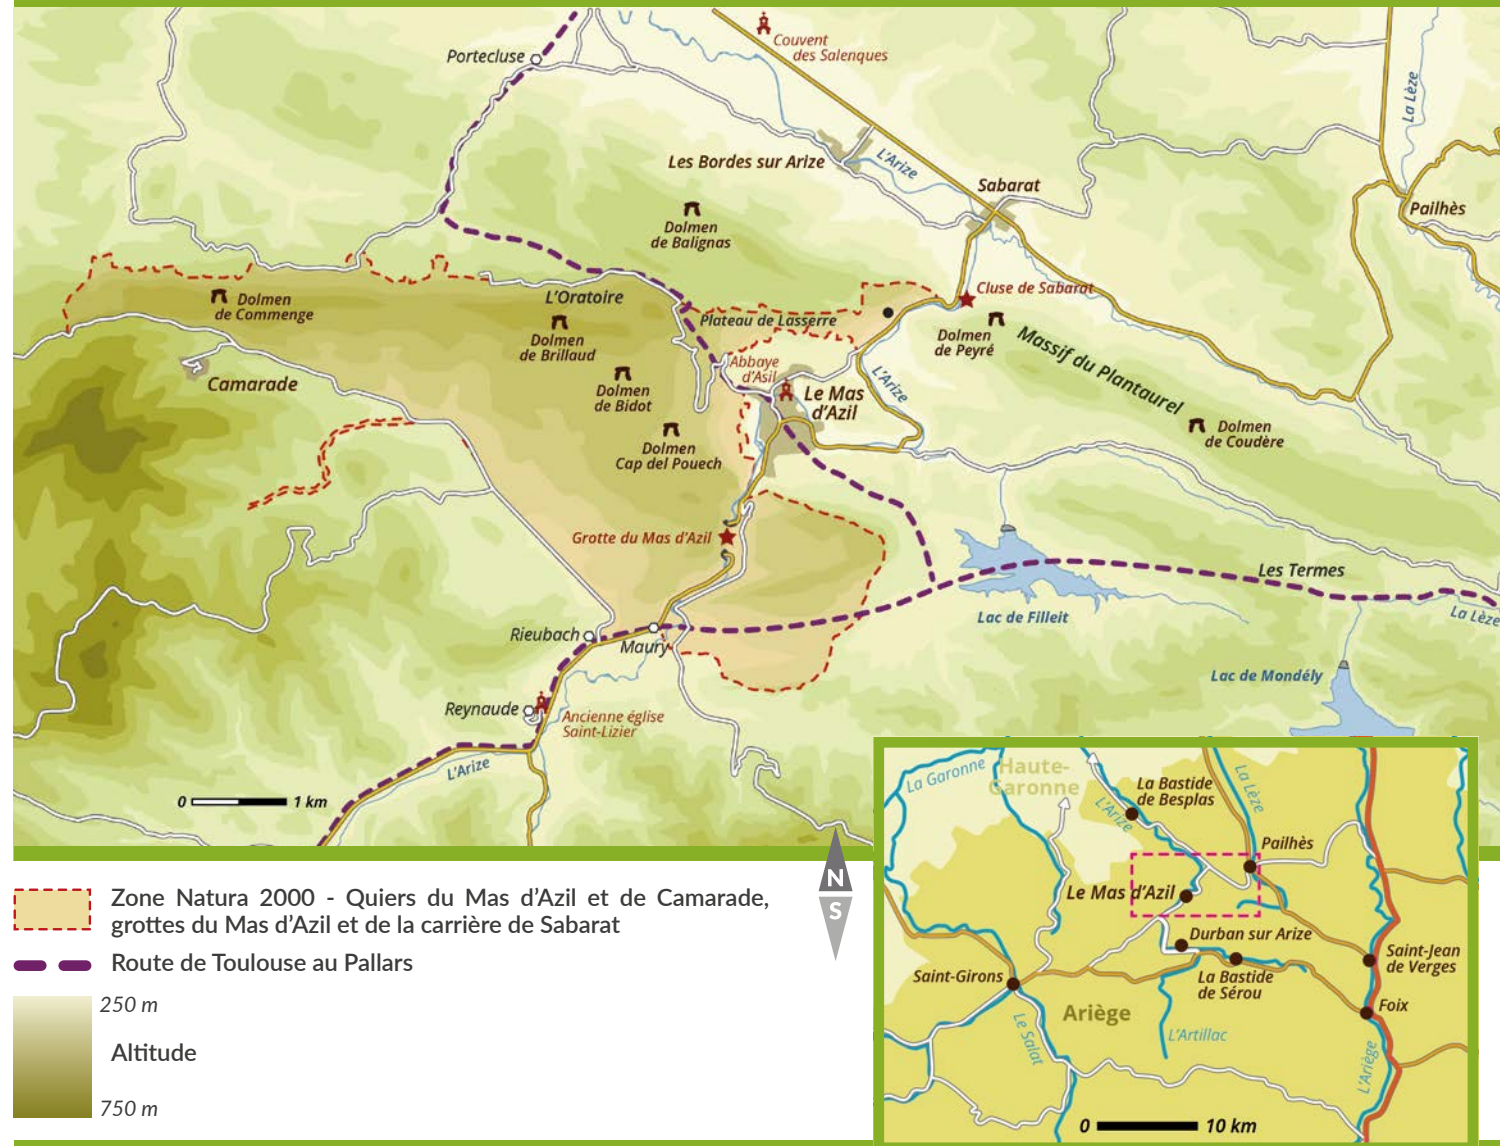 Couvent
des Salenques
Portecluse
La Lèze
Les Bordes sur Arize
L'Arize
Sabarat
Pailhès
Dolmen
de Balignas
Cluse de Sabarat
L'Oratoire
Dolmen
de Commenge
Plateau de Lasserre
Dolmen
de Brillaud
Dolmen
de Peyré
Massif du Plantaurel
Abbaye
d'Asil
Camarade
Dolmen
de Bidot
Le Mas
d'Azil
L'Arize
Dolmen
de Coudère
Dolmen
Cap del Pouech
Grotte du Mas d'Azil
Les Termes
Lac de Filleit
La Lèze
Rieubach
Maury
Lac de Mondély
Reynaude
Ancienne église
Saint-Lizier
L'Arize
0 1 km
N
S
Zone Natura 2000 - Quiers du Mas d'Azil et de Camarade,
grottes du Mas d'Azil et de la carrière de Sabarat
Route de Toulouse au Pallars
250 m
Altitude
750 m
La Garonne
Haute-
Garonne
La Bastide
de Besplas
La Lèze
L'Arize
Pailhès
Le Mas d'Azil
Durban sur Arize
Saint-Jean
de Verges
Saint-Girons
La Bastide
de Sérou
Foix
Ariège
Le Salat
L'Artillac
L'Ariège
0 10 km